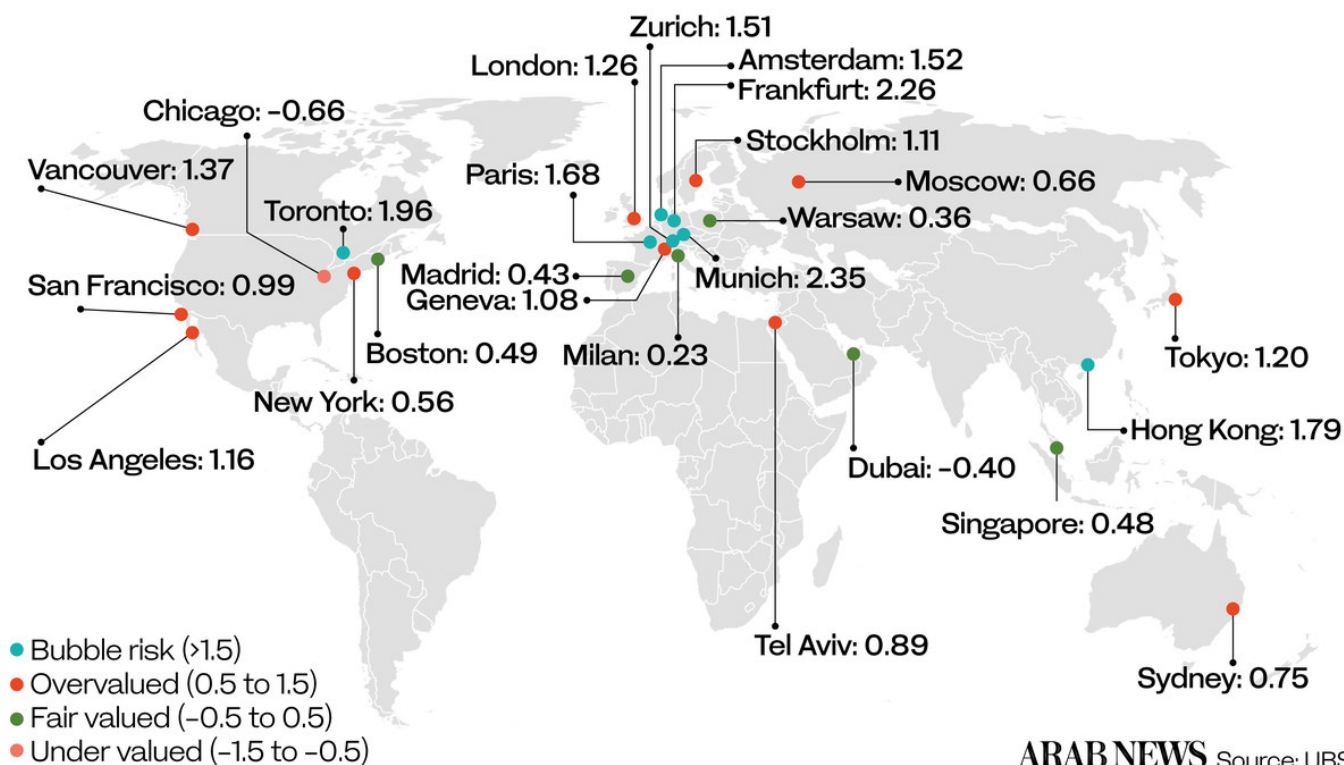 Zurich: 1.51
London: 1.26
Amsterdam: 1.52
Frankfurt: 2.26
Chicago: –0.66
Stockholm: 1.11
Vancouver: 1.37
Paris: 1.68
Moscow: 0.66
Toronto: 1.96
Warsaw: 0.36
San Francisco: 0.99
Madrid: 0.43
Munich: 2.35
Geneva: 1.08
Boston: 0.49
Milan: 0.23
Tokyo: 1.20
New York: 0.56
Hong Kong: 1.79
Los Angeles: 1.16
Dubai: –0.40
Singapore: 0.48
Tel Aviv: 0.89
Sydney: 0.75
Bubble risk (>1.5)
Overvalued (0.5 to 1.5)
Fair valued (–0.5 to 0.5)
Under valued (–1.5 to –0.5)
ARAB NEWS Source: UBS